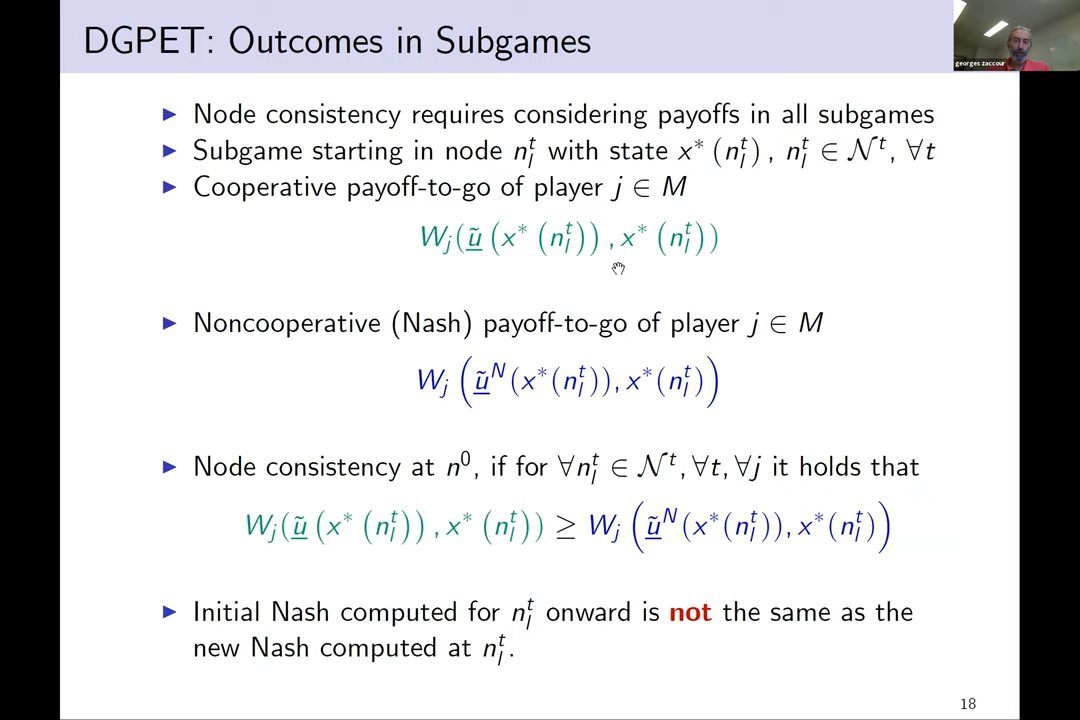 DGPET: Outcomes in Subgames
georges zaccour
▶ Node consistency requires considering payoffs in all subgames
▶ Subgame starting in node n_l^t with state x* (n_l^t) , n_l^t ∈ 𝒩^t, ∀t
▶ Cooperative payoff-to-go of player j ∈ M
W_j(ũ (x* (n_l^t)) , x* (n_l^t))
▶ Noncooperative (Nash) payoff-to-go of player j ∈ M
W_j (ũ^N(x*(n_l^t)), x*(n_l^t))
▶ Node consistency at n^0, if for ∀n_l^t ∈ 𝒩^t, ∀t, ∀j it holds that
W_j(ũ (x* (n_l^t)) , x* (n_l^t)) ≥ W_j (ũ^N(x*(n_l^t)), x*(n_l^t))
▶ Initial Nash computed for n_l^t onward is not the same as the
new Nash computed at n_l^t.
18